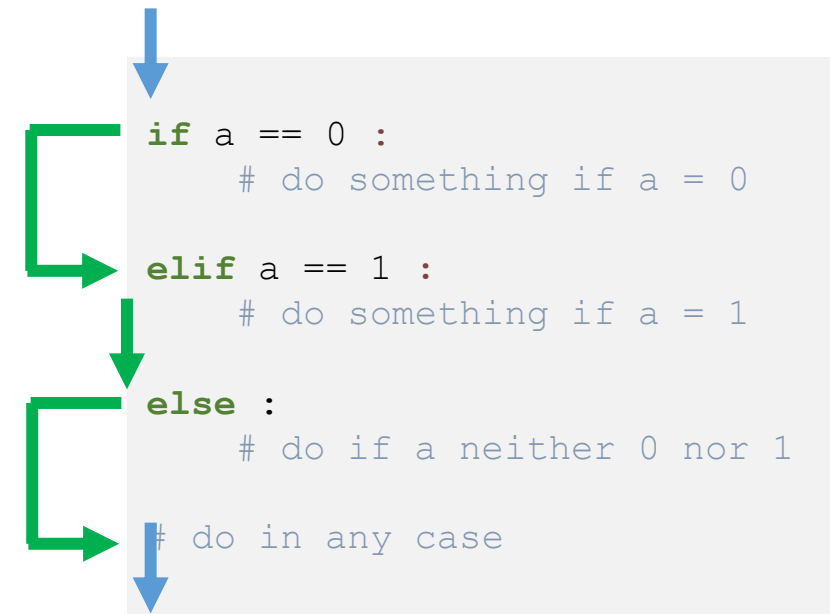 if a == 0 :
    # do something if a = 0
elif a == 1 :
    # do something if a = 1
else :
    # do if a neither 0 nor 1
# do in any case